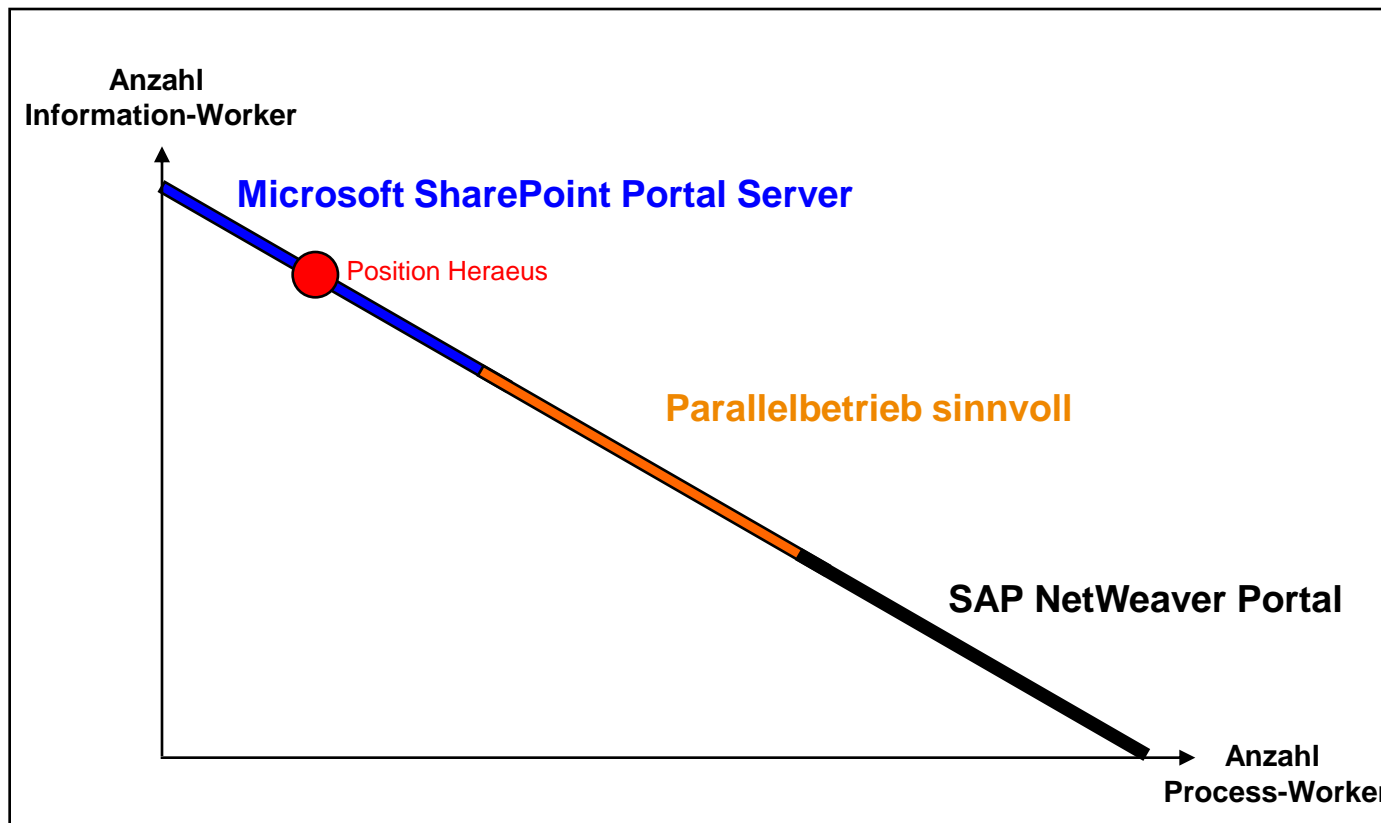 Anzahl
Information-Worker
Microsoft SharePoint Portal Server
Position Heraeus
Parallelbetrieb sinnvoll
SAP NetWeaver Portal
Anzahl
Process-Worker